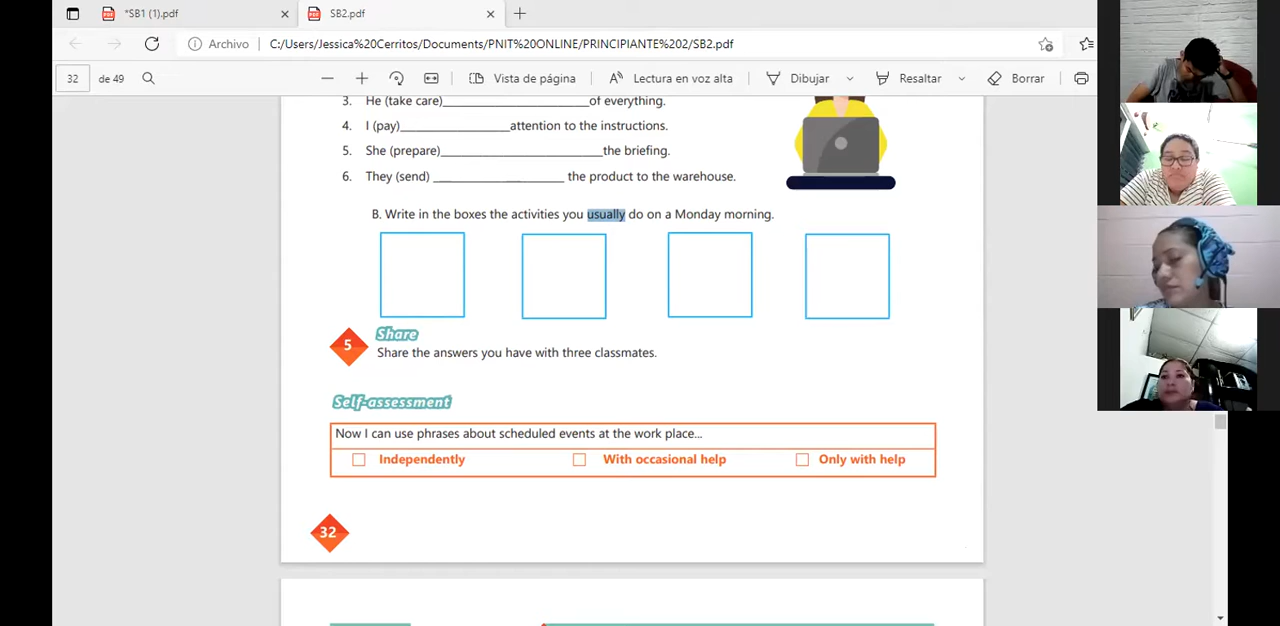 *SB1 (1).pdf
SB2.pdf
Archivo
C:/Users/Jessica%20Cerritos/Documents/PNIT%20ONLINE/PRINCIPIANTE%202/SB2.pdf
32
de 49
Vista de página
Lectura en voz alta
Dibujar
Resaltar
Borrar
3. He (take care)____________________of everything.
4. I (pay)_______________attention to the instructions.
5. She (prepare)______________________the briefing.
6. They (send) __________________ the product to the warehouse.
B. Write in the boxes the activities you usually do on a Monday morning.
5
Share
Share the answers you have with three classmates.
Self-assessment
Now I can use phrases about scheduled events at the work place...
Independently
With occasional help
Only with help
32